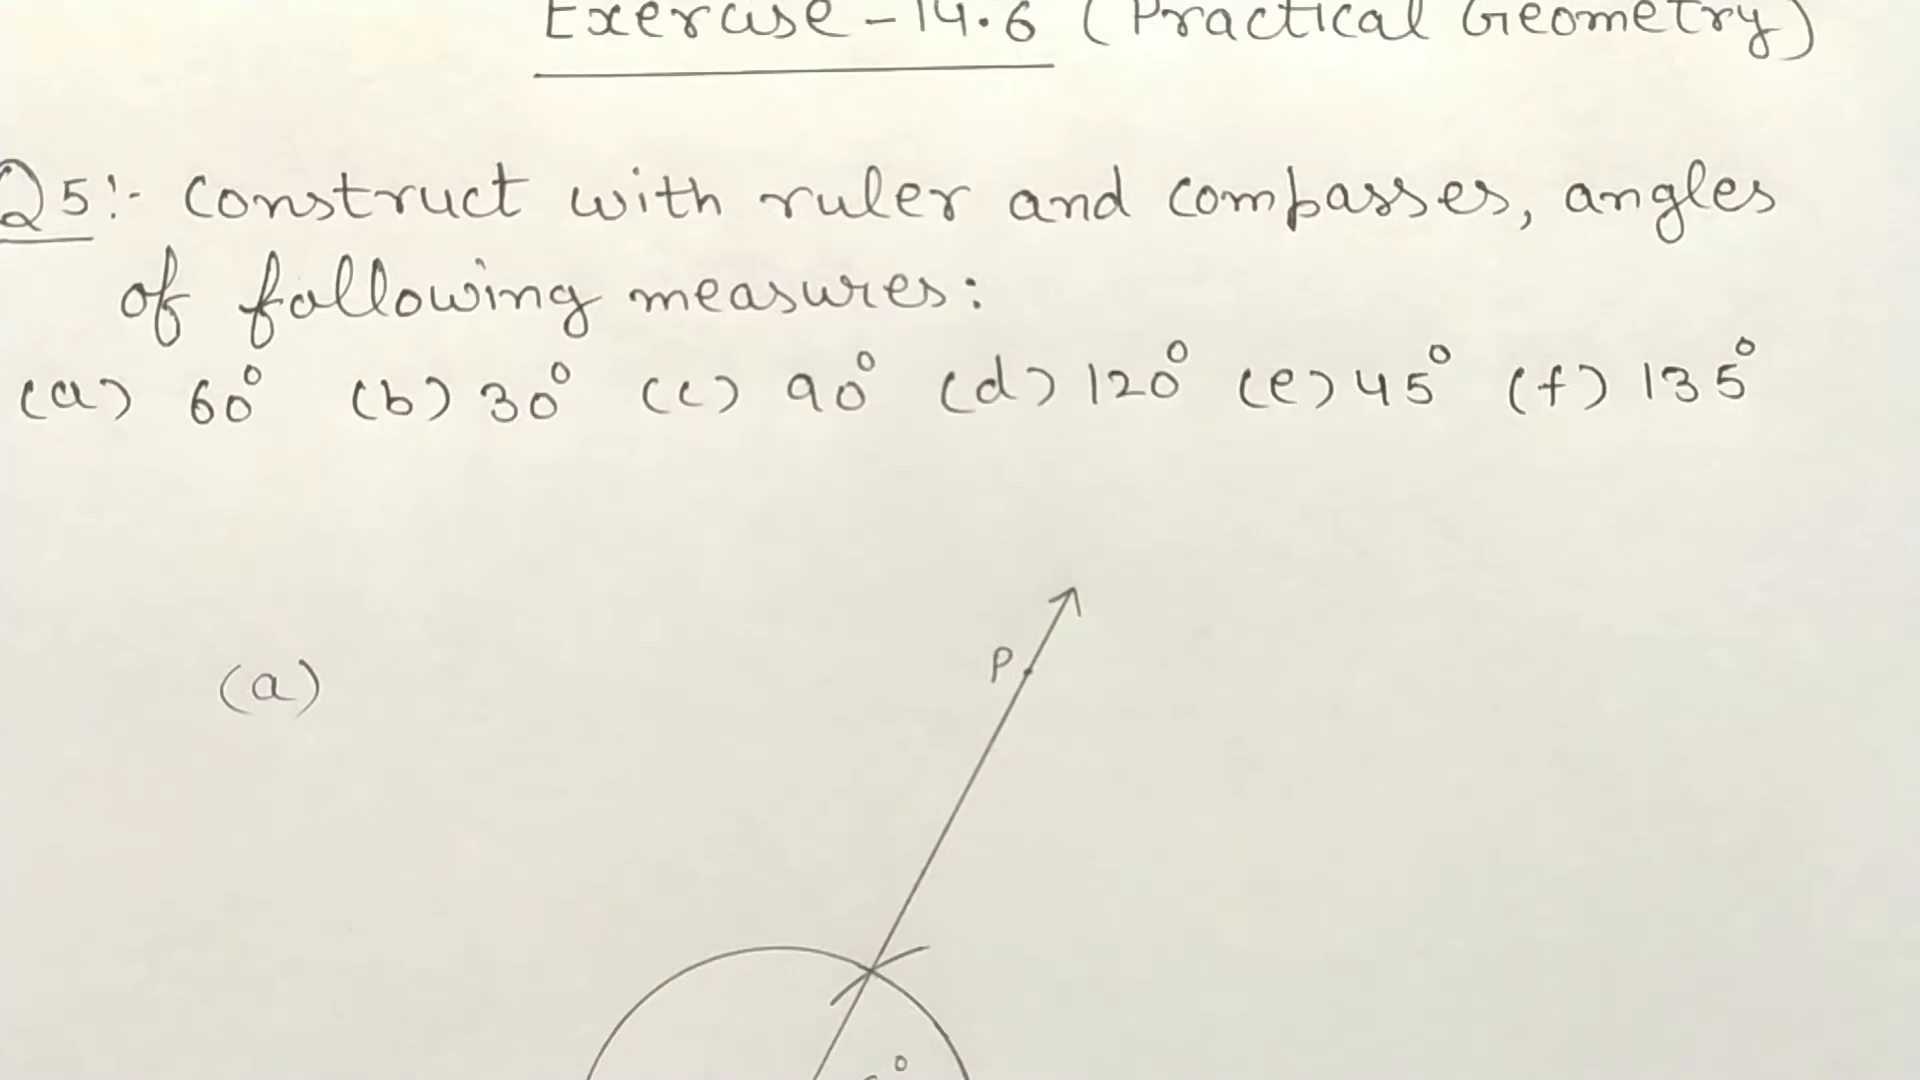 Exercise - 14.6 (Practical Geometry)
Q5:- Construct with ruler and compasses, angles
of following measures:
(a) 60° (b) 30° (c) 90° (d) 120° (e) 45° (f) 135°
P
(a)